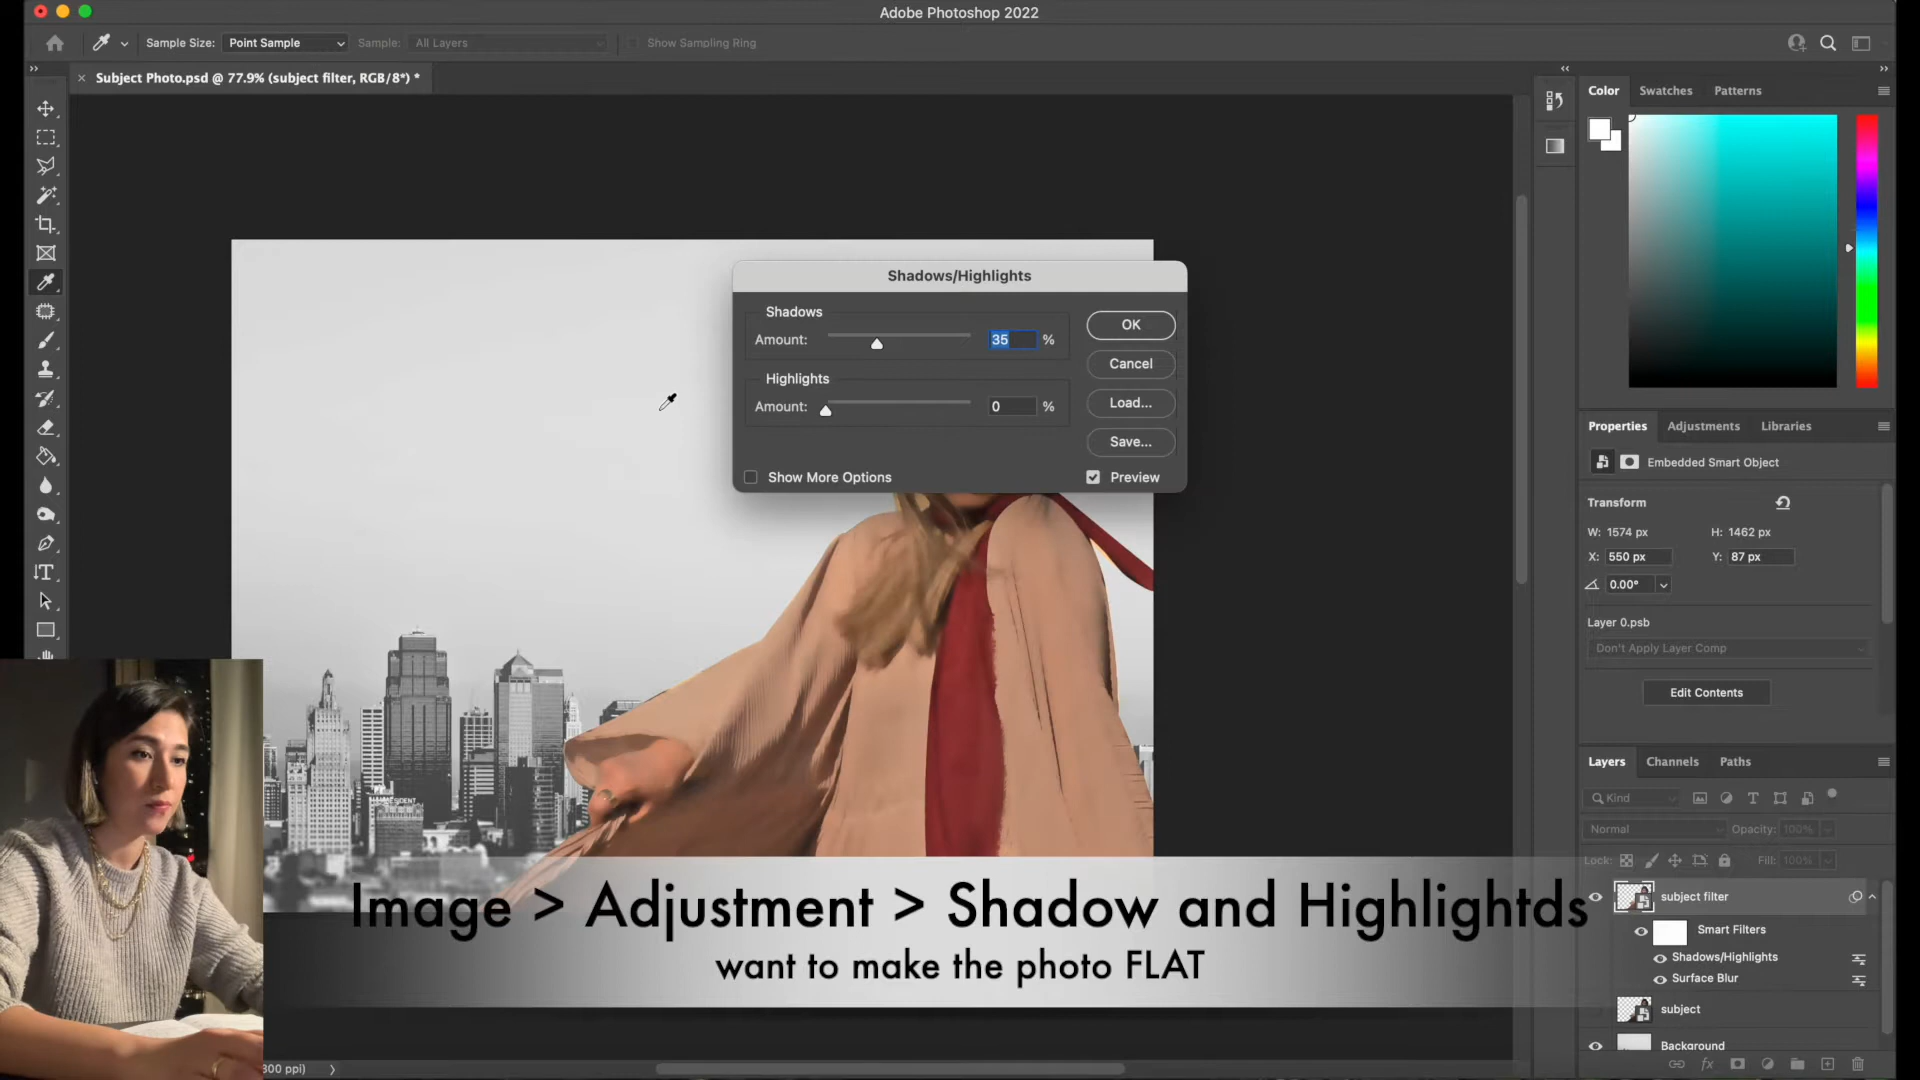 Adobe Photoshop 2022
Sample Size: Point Sample Sample: All Layers Show Sampling Ring
Subject Photo.psd @ 77.9% (subject filter, RGB/8*) *
Color Swatches Patterns
Shadows/Highlights
Shadows
Amount: 35 %
OK
Cancel
Highlights
Amount: 0 %
Load...
Save...
Show More Options
Preview
Properties Adjustments Libraries
Embedded Smart Object
Transform
W: 1574 px H: 1462 px
X: 550 px Y: 87 px
0.00°
Layer 0.psb
Don't Apply Layer Comp
Edit Contents
Layers Channels Paths
Kind
Normal Opacity: 100%
Lock: Fill: 100%
subject filter
Smart Filters
Shadows/Highlights
Surface Blur
subject
Background
Image > Adjustment > Shadow and Highlightds
want to make the photo FLAT
300 ppi)